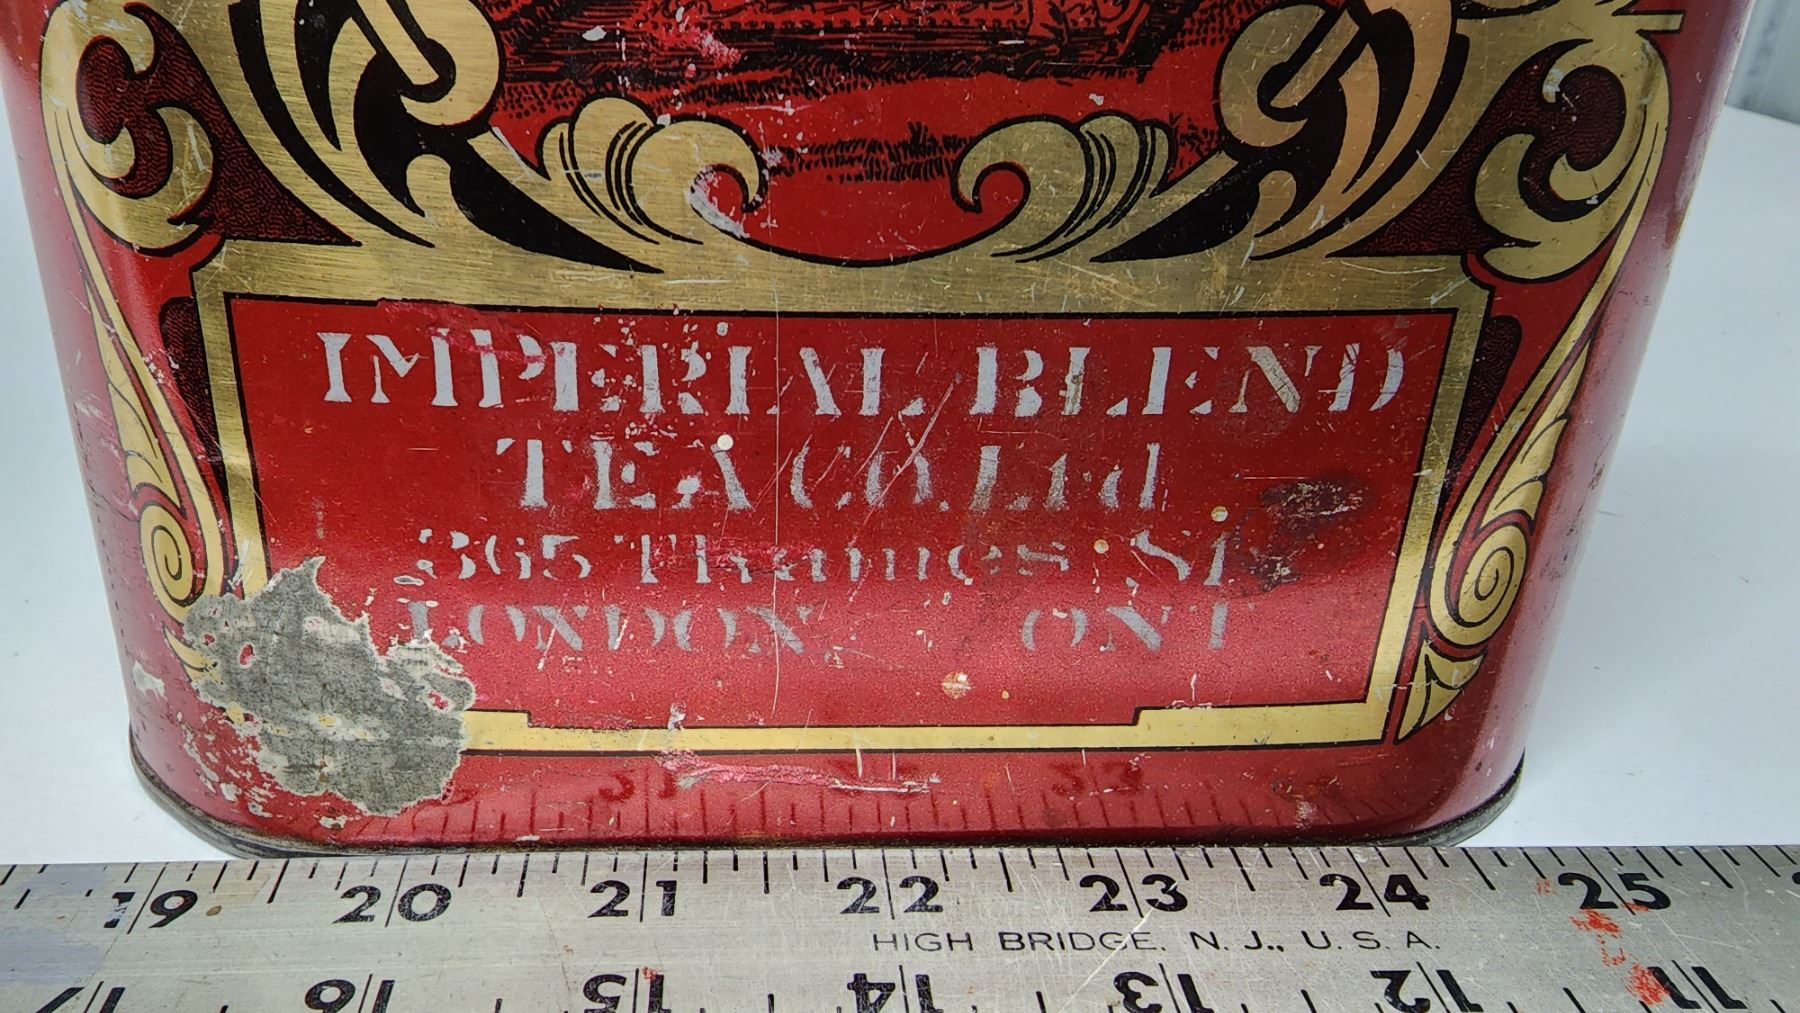 IMPERIAL BLEND
TEA CO. Ltd
365 Thames St
LONDON, ONT
19 20 21 22 23 24 25
HIGH BRIDGE, N. J., U. S. A.
17 16 15 14 13 12 11